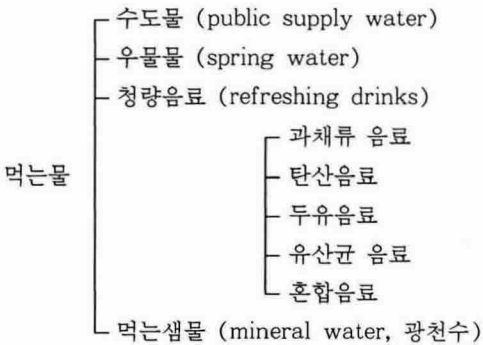 수도물 (public supply water)
우물물 (spring water)
청량음료 (refreshing drinks)
과채류 음료
탄산음료
먹는물
두유음료
유산균 음료
혼합음료
먹는샘물 (mineral water, 광천수)